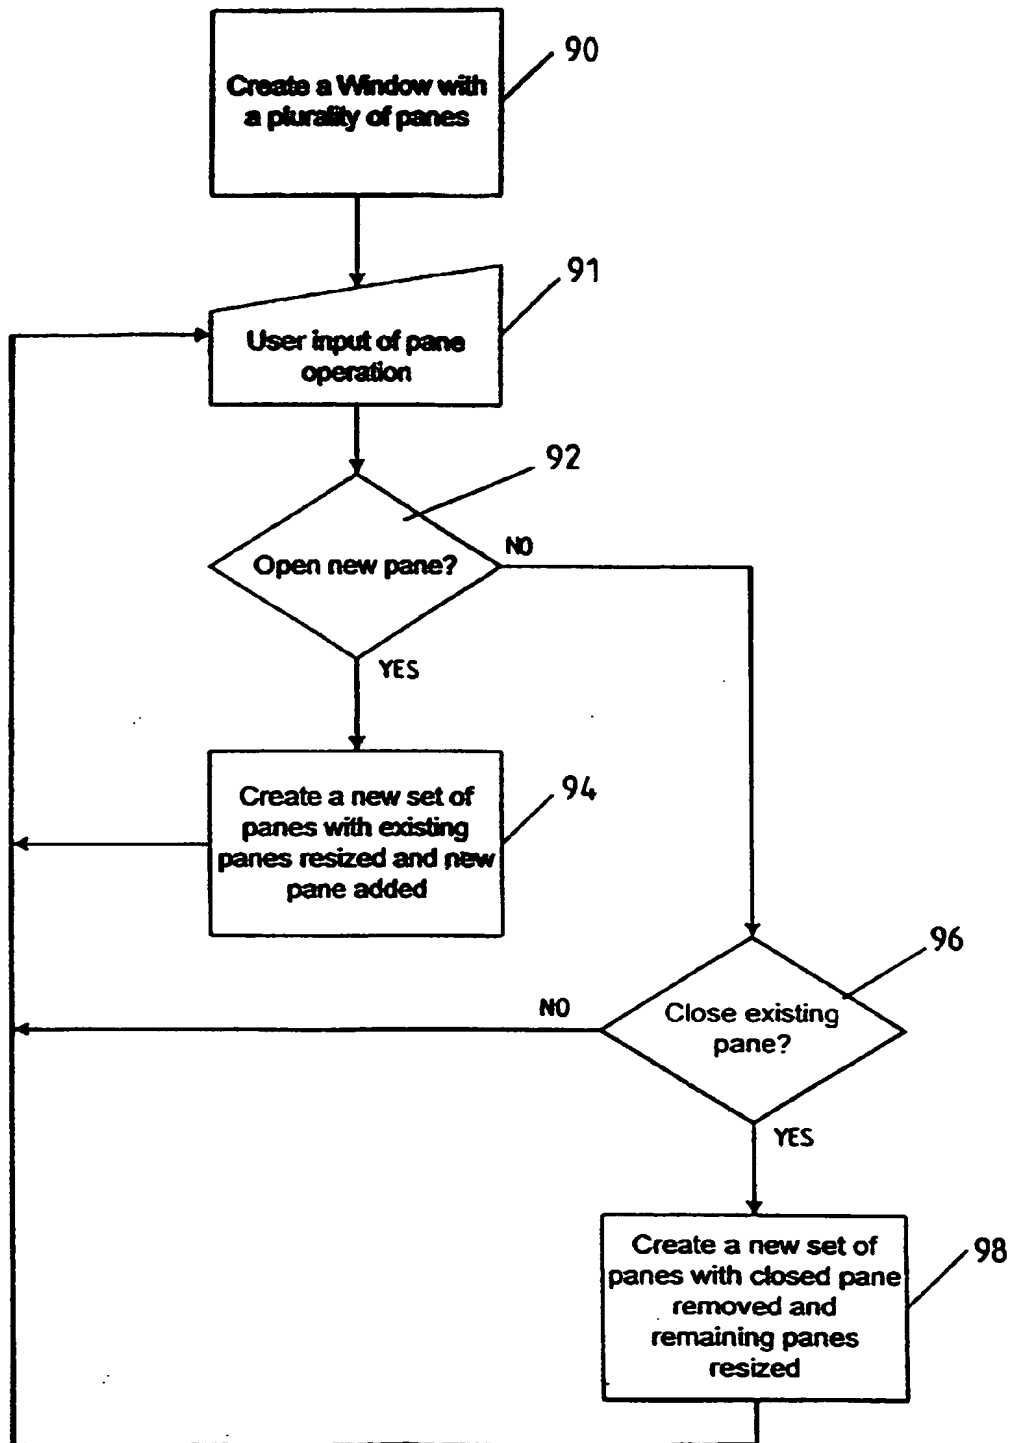 Create a Window with
a plurality of panes
90
User input of pane
operation
91
Open new pane?
92
NO
YES
Create a new set of
panes with existing
panes resized and new
pane added
94
Close existing
pane?
96
NO
YES
Create a new set of
panes with closed pane
removed and
remaining panes
resized
98